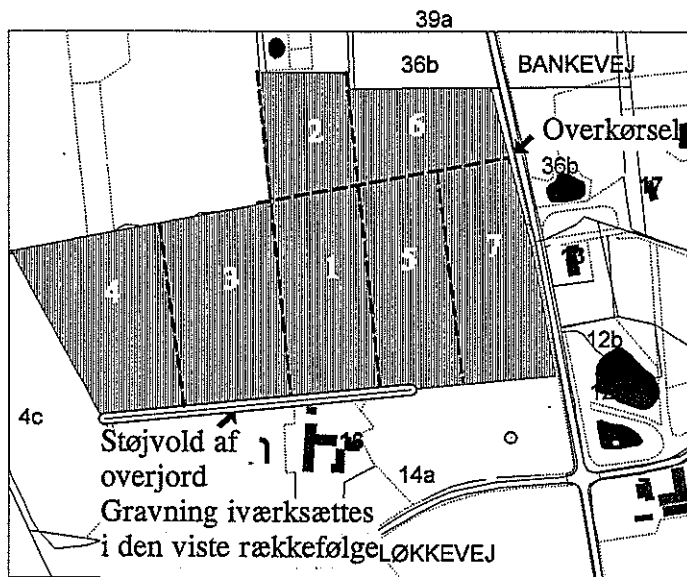 39a
36b
BANKEVEJ
2
6
Overkørsel
36b
17
4
3
1
5
7
13
12b
4c
Støjvold af
overjord
16
14a
Gravning iværksættes
i den viste rækkefølge
LØKKEVEJ